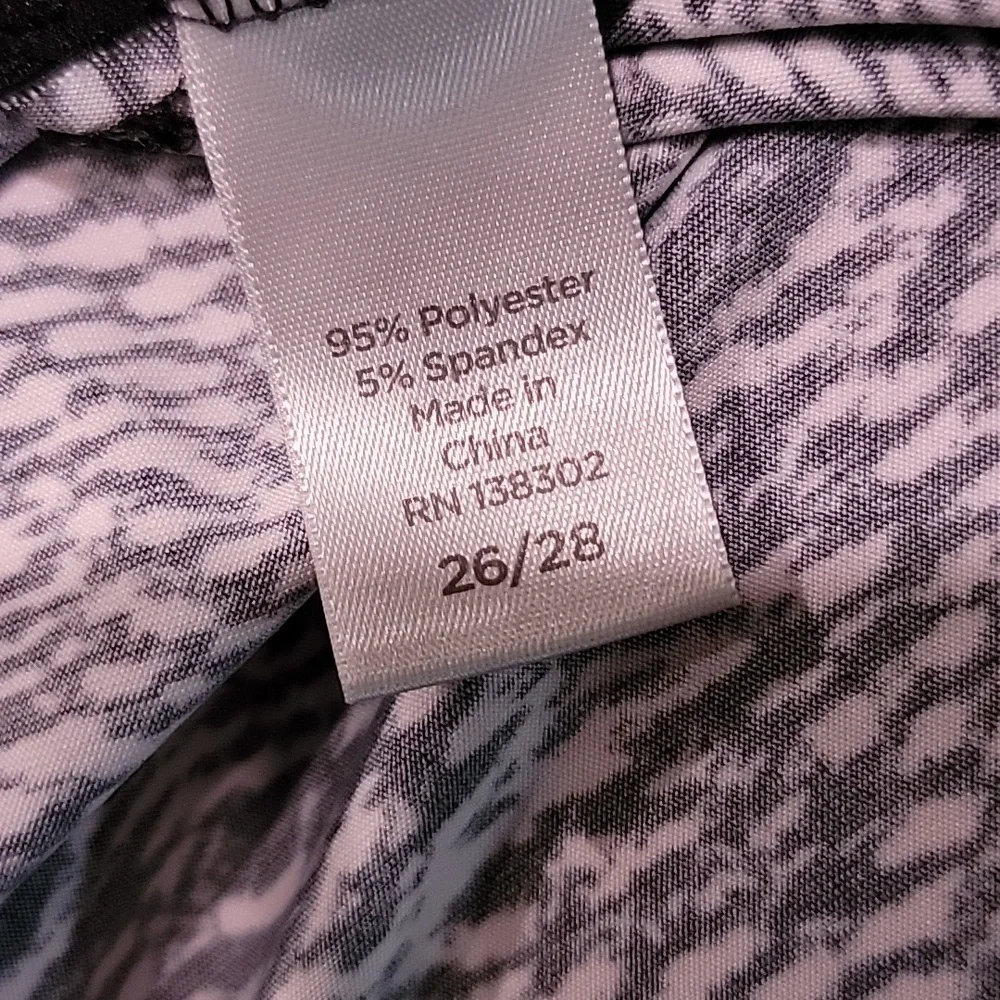 95% Polyester
5% Spandex
Made in
China
RN 138302
26/28